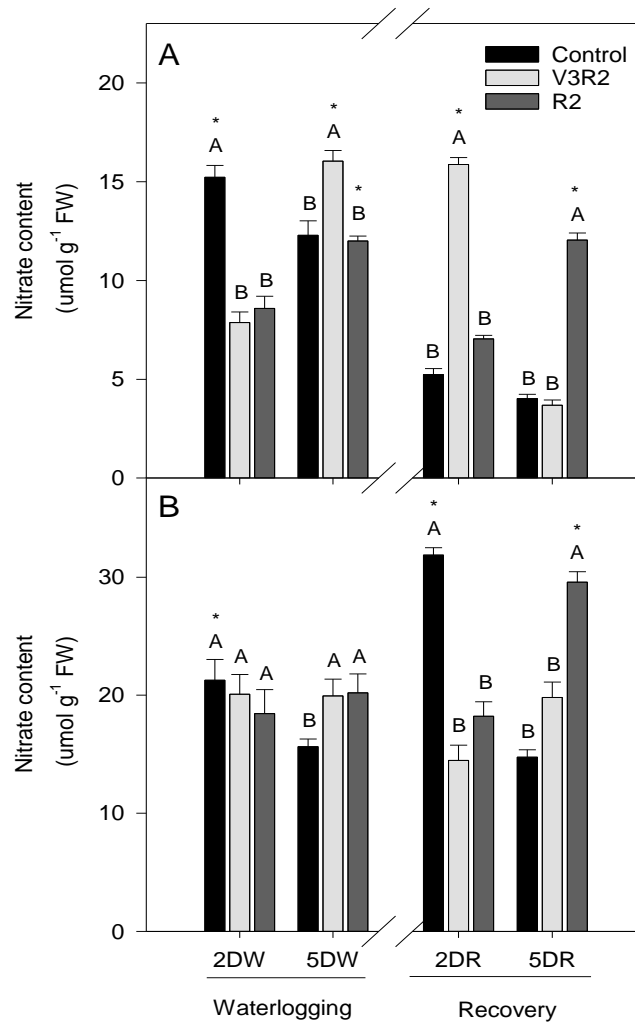 A
Control
V3R2
R2
Nitrate content
(umol g-1 FW)
20
15
10
5
0
* * * * *
A B B B A B B A B B B A
B
Nitrate content
(umol g-1 FW)
30
20
10
0
* * *
A A A B A A A B B B B A
2DW 5DW 2DR 5DR
Waterlogging Recovery